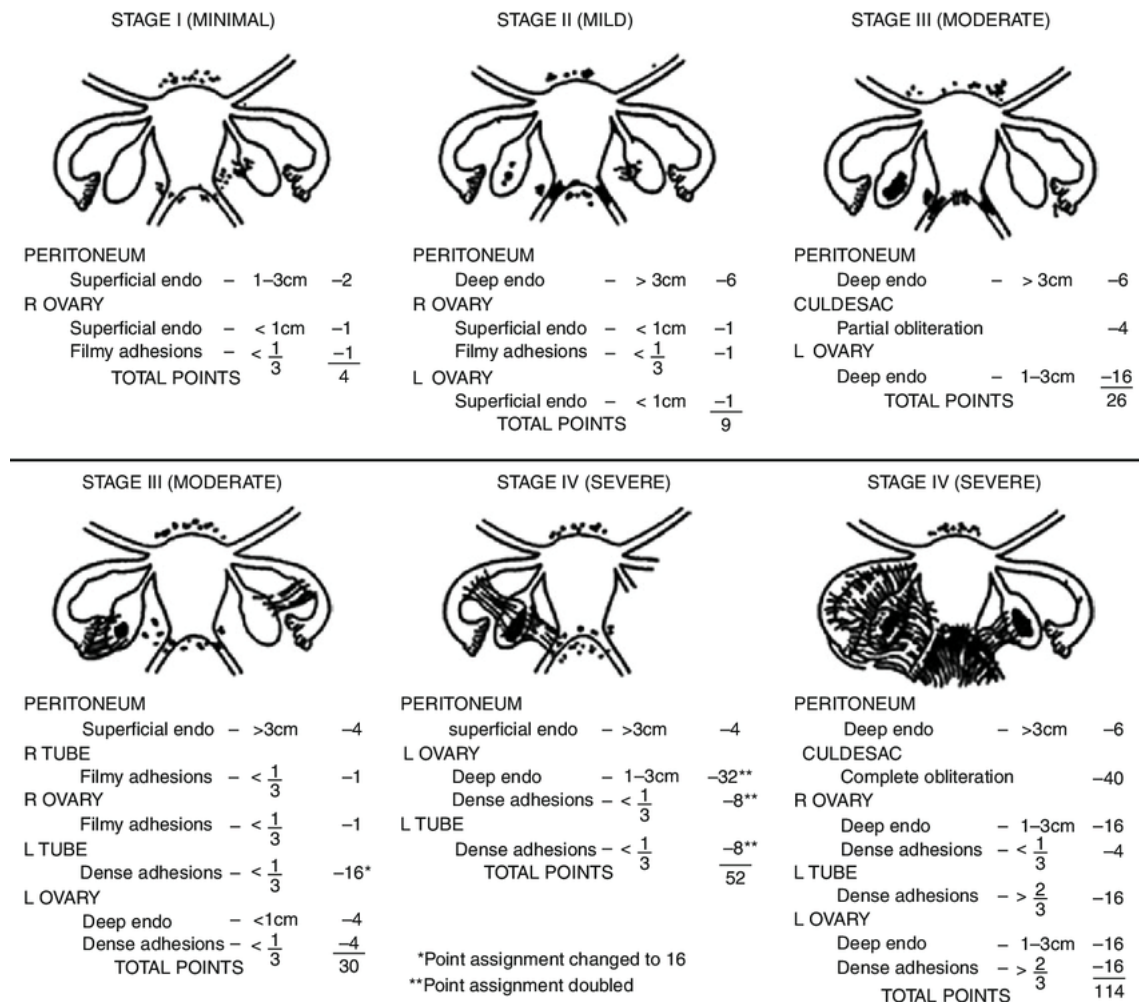 STAGE I (MINIMAL)
PERITONEUM
Superficial endo – 1–3cm –2
R OVARY
Superficial endo – < 1cm –1
Filmy adhesions – < 1/3 –1
TOTAL POINTS 4
STAGE II (MILD)
PERITONEUM
Deep endo – > 3cm –6
R OVARY
Superficial endo – < 1cm –1
Filmy adhesions – < 1/3 –1
L OVARY
Superficial endo – < 1cm –1
TOTAL POINTS 9
STAGE III (MODERATE)
PERITONEUM
Deep endo – > 3cm –6
CULDESAC
Partial obliteration –4
L OVARY
Deep endo – 1–3cm –16
TOTAL POINTS 26
STAGE III (MODERATE)
PERITONEUM
Superficial endo – >3cm –4
R TUBE
Filmy adhesions – < 1/3 –1
R OVARY
Filmy adhesions – < 1/3 –1
L TUBE
Dense adhesions – < 1/3 –16*
L OVARY
Deep endo – <1cm –4
Dense adhesions – < 1/3 –4
TOTAL POINTS 30
STAGE IV (SEVERE)
PERITONEUM
superficial endo – >3cm –4
L OVARY
Deep endo – 1–3cm –32**
Dense adhesions – < 1/3 –8**
L TUBE
Dense adhesions – < 1/3 –8**
TOTAL POINTS 52
*Point assignment changed to 16
**Point assignment doubled
STAGE IV (SEVERE)
PERITONEUM
Deep endo – >3cm –6
CULDESAC
Complete obliteration –40
R OVARY
Deep endo – 1–3cm –16
Dense adhesions – < 1/3 –4
L TUBE
Dense adhesions – > 2/3 –16
L OVARY
Deep endo – 1–3cm –16
Dense adhesions – > 2/3 –16
TOTAL POINTS 114